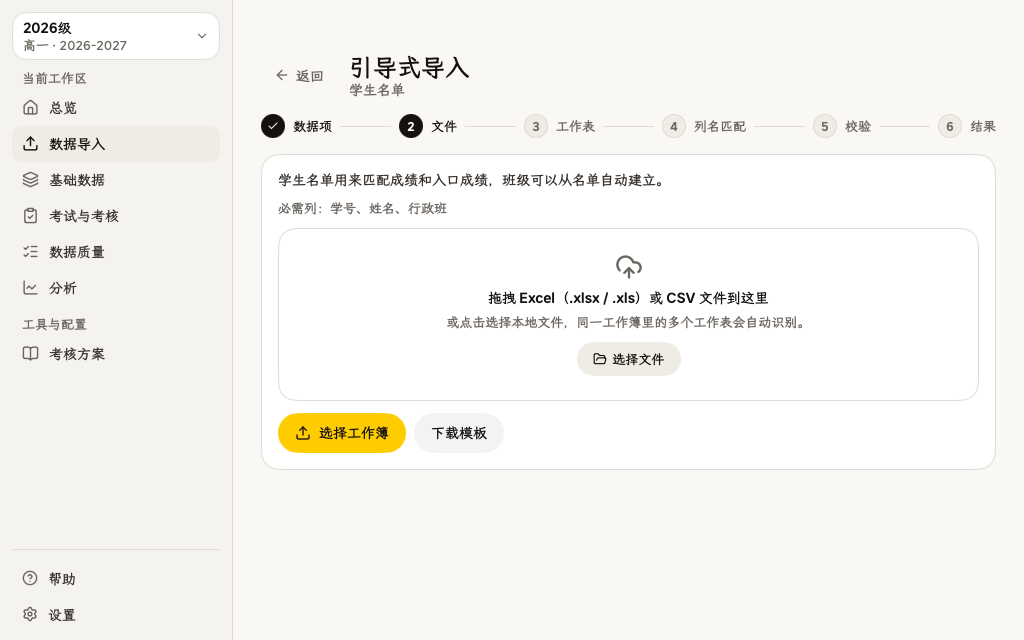 2026级
高一 · 2026-2027
当前工作区
总览
数据导入
基础数据
考试与考核
数据质量
分析
工具与配置
考核方案
帮助
设置
返回
引导式导入
学生名单
数据项
2 文件
3 工作表
4 列名匹配
5 校验
6 结果
学生名单用来匹配成绩和入口成绩，班级可以从名单自动建立。
必需列：学号、姓名、行政班
拖拽 Excel（.xlsx / .xls）或 CSV 文件到这里
或点击选择本地文件，同一工作簿里的多个工作表会自动识别。
选择文件
选择工作簿
下载模板